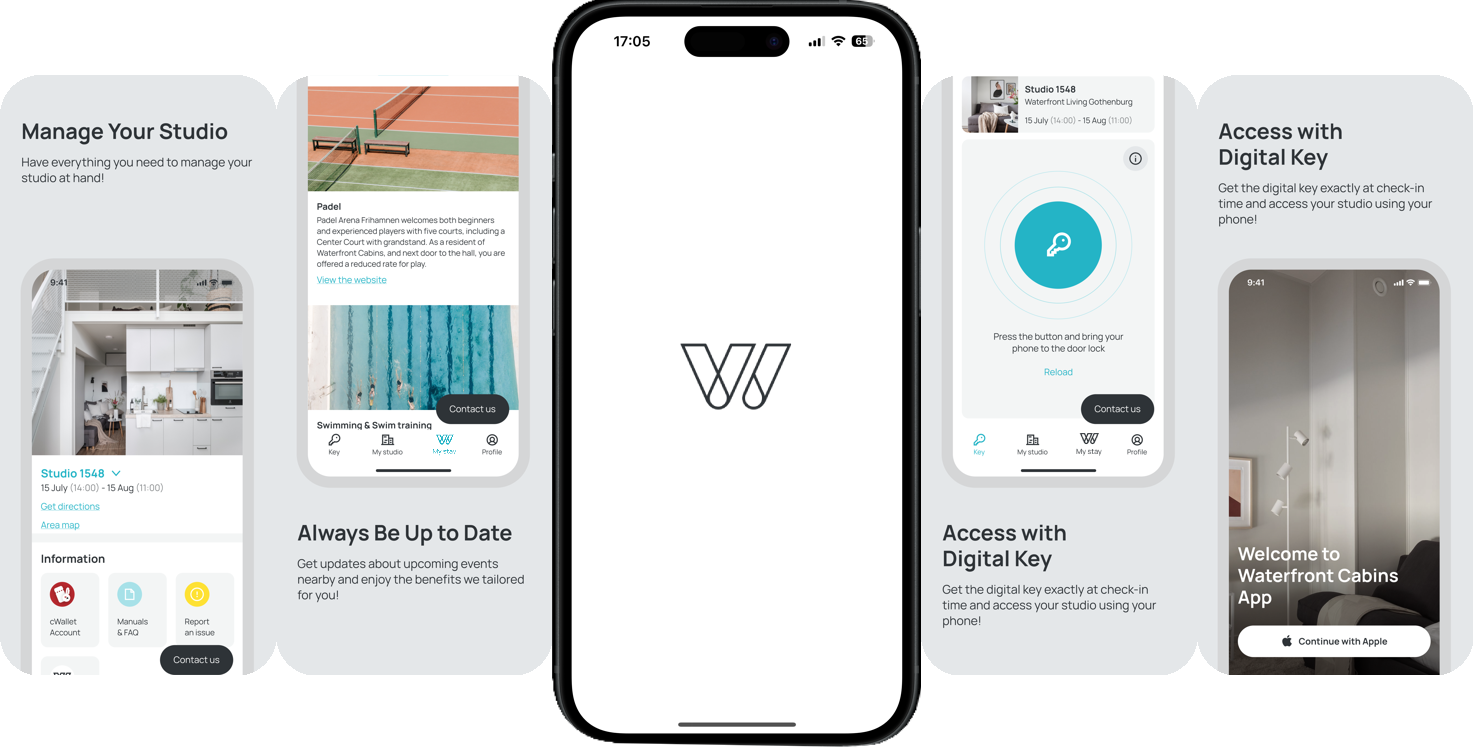 Manage Your Studio
Have everything you need to manage your
studio at hand!
9:41
Studio 1548
15 July (14:00) - 15 Aug (11:00)
Get directions
Area map
Information
cWallet
Account
Manuals
& FAQ
Report
an issue
Contact us
Padel
Padel Arena Frihamnen welcomes both beginners
and experienced players with five courts, including a
Center Court with grandstand. As a resident of
Waterfront Cabins, and next door to the hall, you are
offered a reduced rate for play.
View the website
Contact us
Swimming & Swim training
Key
My studio
My stay
Profile
Always Be Up to Date
Get updates about upcoming events
nearby and enjoy the benefits we tailored
for you!
17:05
65
W
Studio 1548
Waterfront Living Gothenburg
15 July (14:00) - 15 Aug (11:00)
Press the button and bring your
phone to the door lock
Reload
Contact us
Key
My studio
My stay
Profile
Access with
Digital Key
Get the digital key exactly at check-in
time and access your studio using your
phone!
Access with
Digital Key
Get the digital key exactly at check-in
time and access your studio using your
phone!
9:41
Welcome to
Waterfront Cabins
App
Continue with Apple